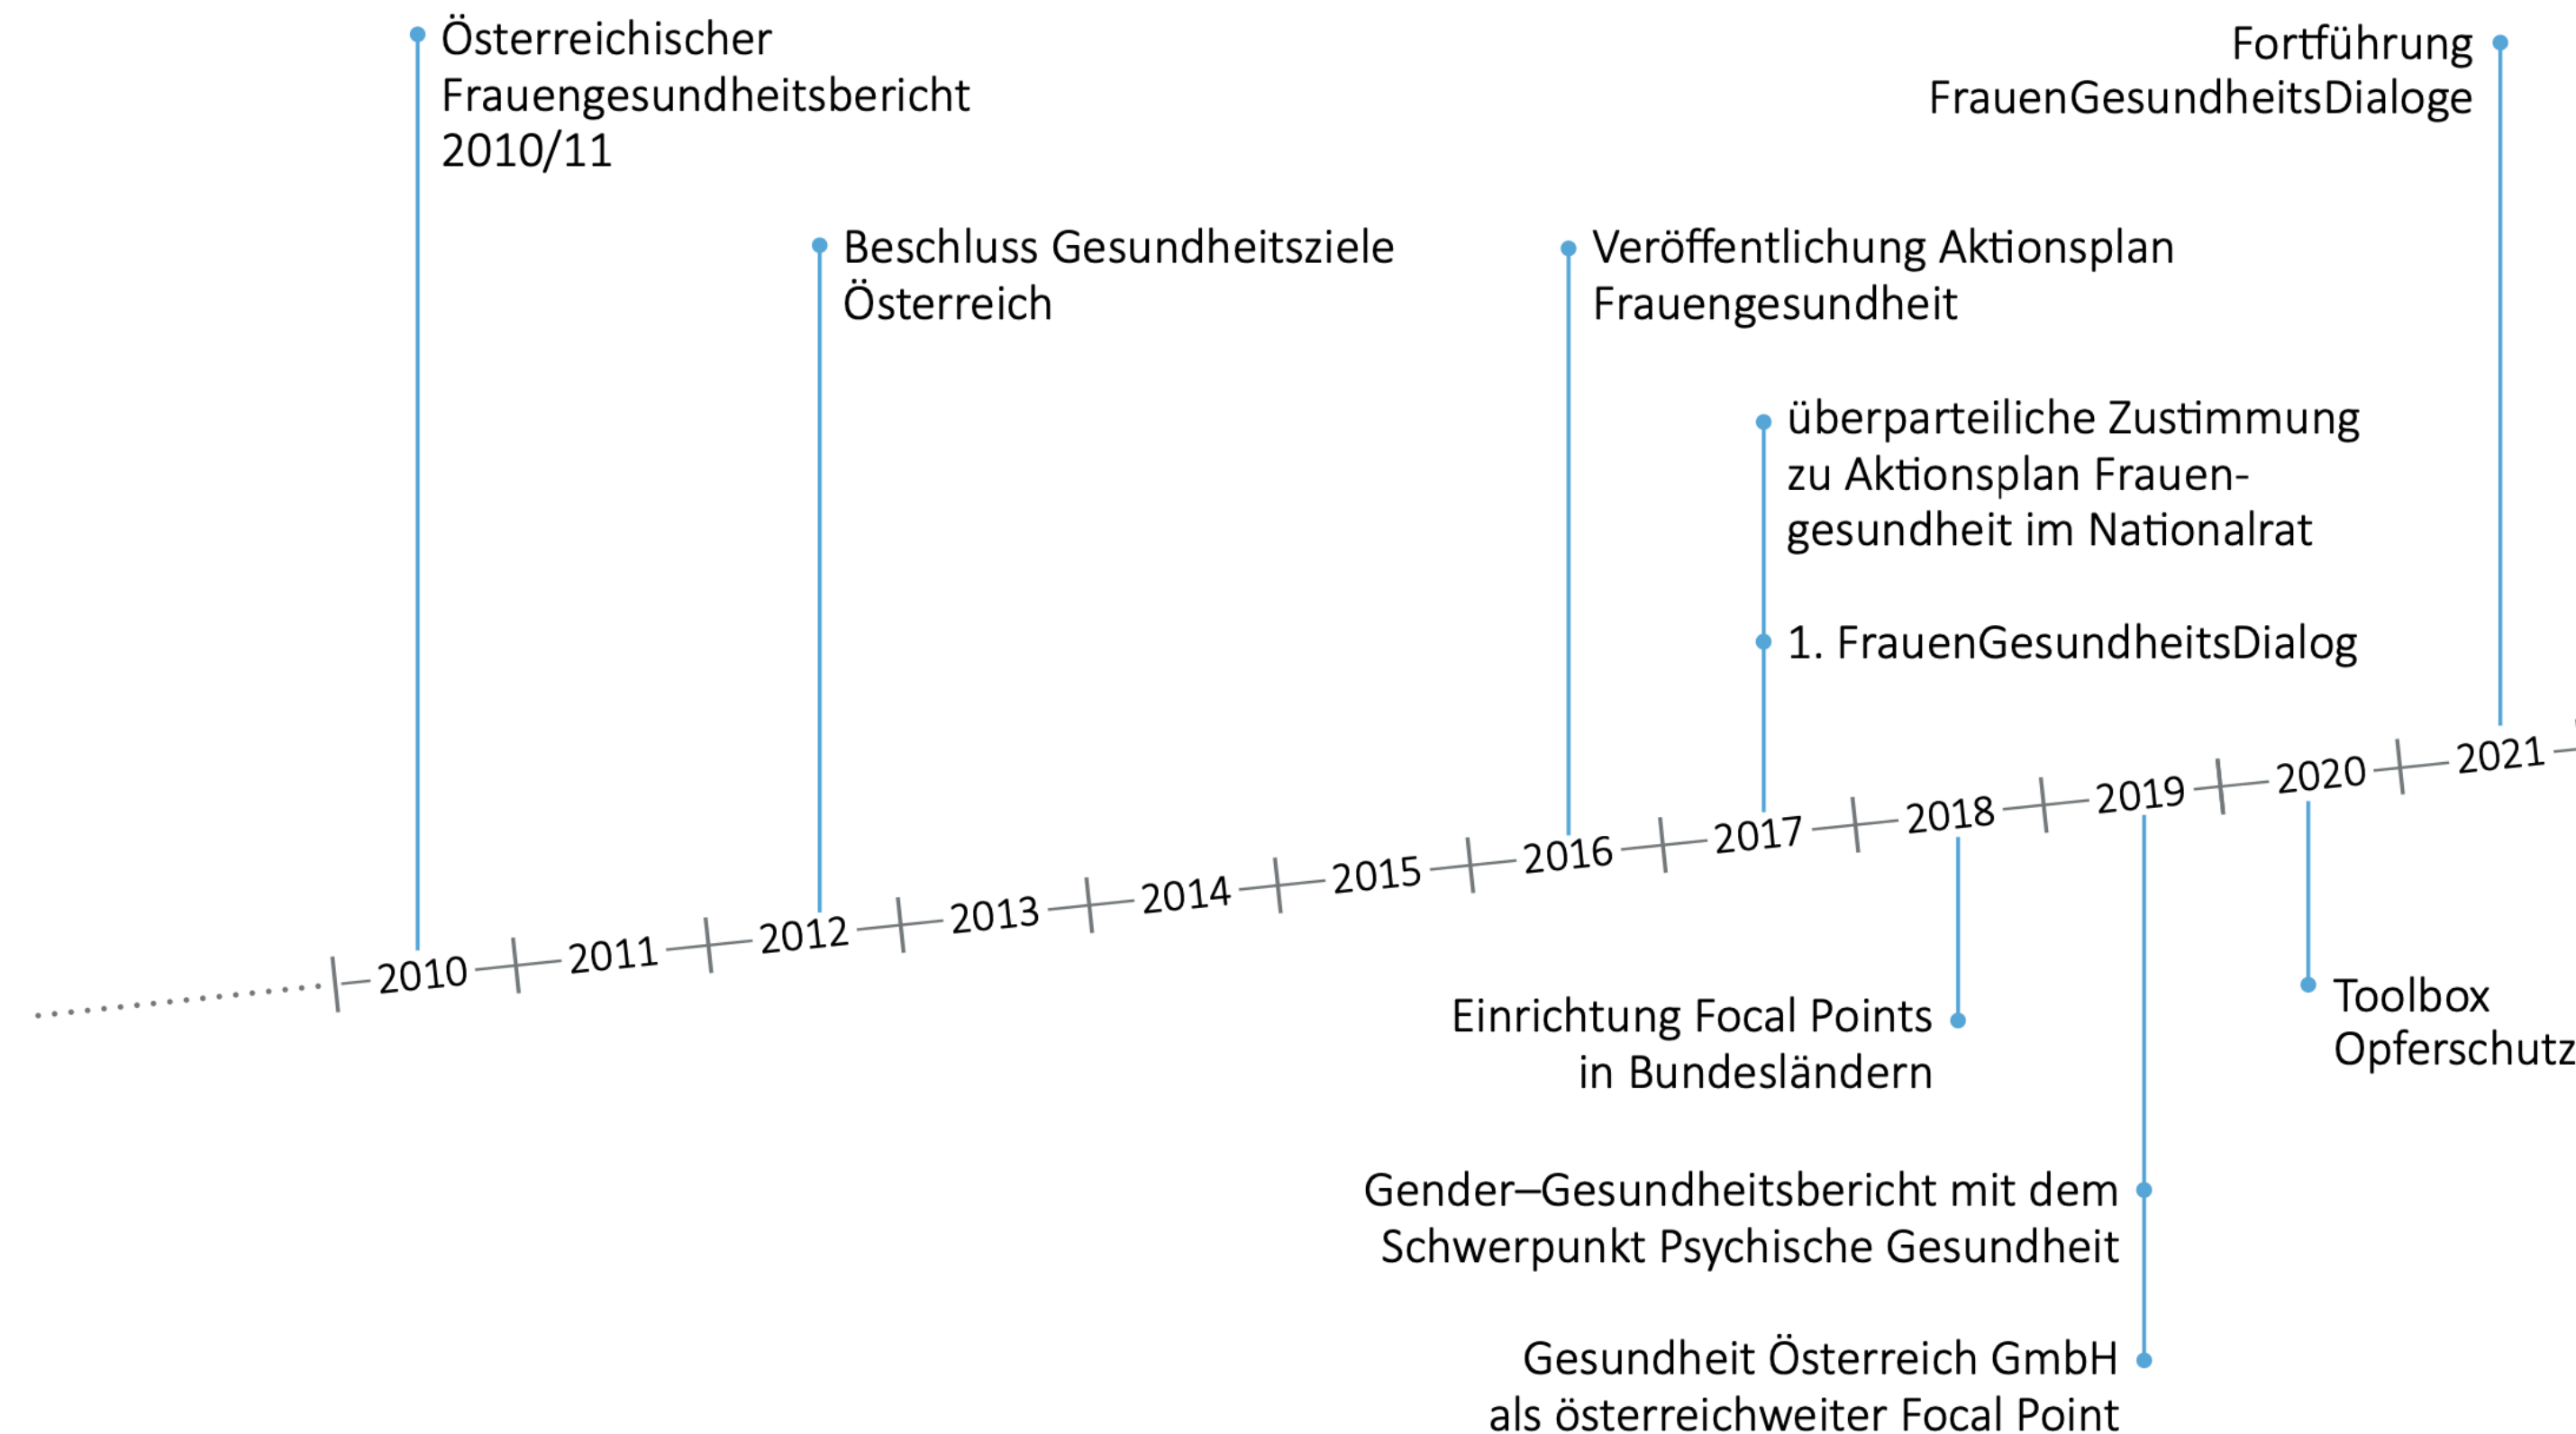 Österreichischer
Frauengesundheitsbericht
2010/11
Fortführung
FrauenGesundheitsDialoge
Beschluss Gesundheitsziele
Österreich
Veröffentlichung Aktionsplan
Frauengesundheit
überparteiliche Zustimmung
zu Aktionsplan Frauen-
gesundheit im Nationalrat
1. FrauenGesundheitsDialog
2010 2011 2012 2013 2014 2015 2016 2017 2018 2019 2020 2021
Einrichtung Focal Points
in Bundesländern
Toolbox
Opferschutz
Gender–Gesundheitsbericht mit dem
Schwerpunkt Psychische Gesundheit
Gesundheit Österreich GmbH
als österreichweiter Focal Point